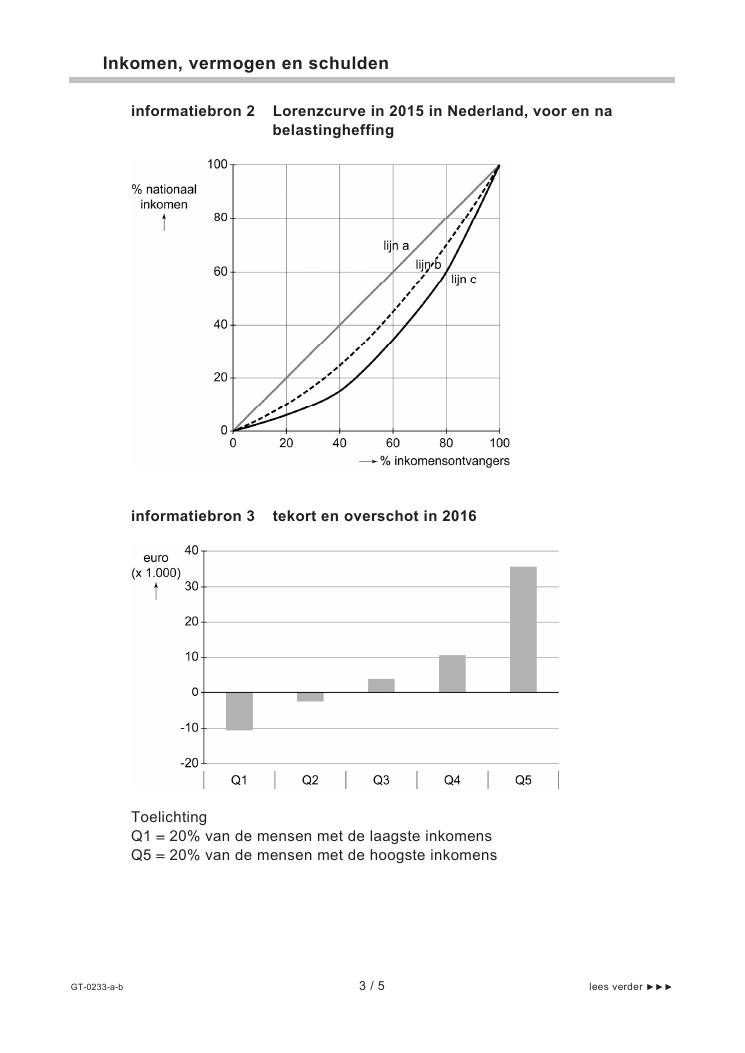 Inkomen, vermogen en schulden
informatiebron 2 Lorenzcurve in 2015 in Nederland, voor en na
belastingheffing
% nationaal
inkomen
100
80
60
40
20
0
lijn a
lijn b
lijn c
0 20 40 60 80 100
% inkomensontvangers
informatiebron 3 tekort en overschot in 2016
euro
(x 1.000)
40
30
20
10
0
-10
-20
Q1 Q2 Q3 Q4 Q5
Toelichting
Q1 = 20% van de mensen met de laagste inkomens
Q5 = 20% van de mensen met de hoogste inkomens
GT-0233-a-b 3 / 5 lees verder ►►►